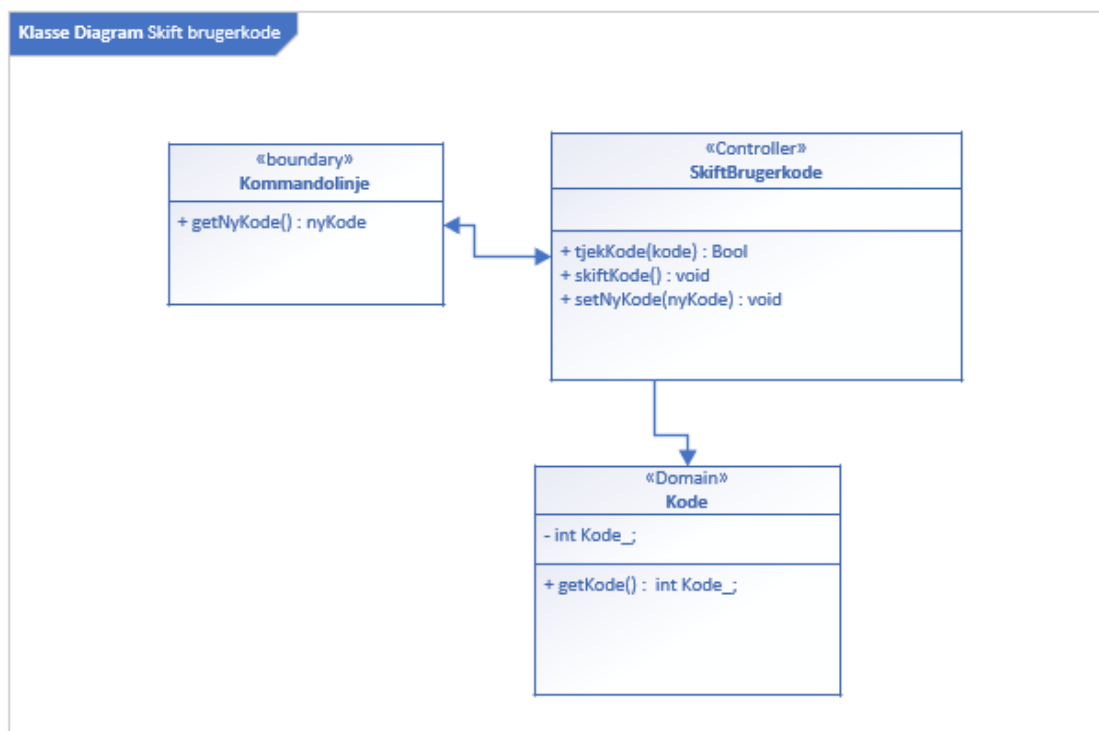 Klasse Diagram Skift brugerkode
«boundary»
Kommandolinje
+ getNyKode() : nyKode
«Controller»
SkiftBrugerkode
+ tjekKode(kode) : Bool
+ skiftKode() : void
+ setNyKode(nyKode) : void
«Domain»
Kode
- int Kode_;
+ getKode() :  int Kode_;